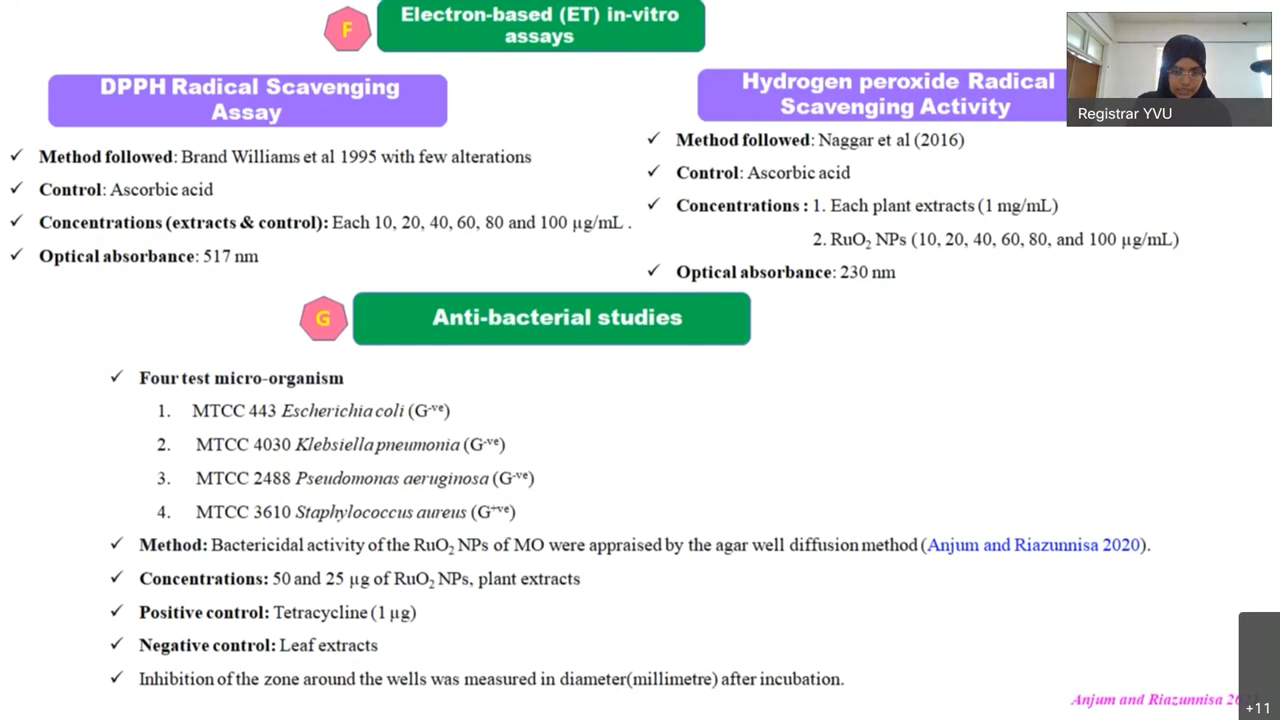 F
Electron-based (ET) in-vitro
assays
DPPH Radical Scavenging
Assay
✓ Method followed: Brand Williams et al 1995 with few alterations
✓ Control: Ascorbic acid
✓ Concentrations (extracts & control): Each 10, 20, 40, 60, 80 and 100 µg/mL .
✓ Optical absorbance: 517 nm
Hydrogen peroxide Radical
Scavenging Activity
✓ Method followed: Naggar et al (2016)
✓ Control: Ascorbic acid
✓ Concentrations : 1. Each plant extracts (1 mg/mL)
2. RuO₂ NPs (10, 20, 40, 60, 80, and 100 µg/mL)
✓ Optical absorbance: 230 nm
Registrar YVU
G
Anti-bacterial studies
✓ Four test micro-organism
1. MTCC 443 Escherichia coli (G⁻ᵛᵉ)
2. MTCC 4030 Klebsiella pneumonia (G⁻ᵛᵉ)
3. MTCC 2488 Pseudomonas aeruginosa (G⁻ᵛᵉ)
4. MTCC 3610 Staphylococcus aureus (G⁺ᵛᵉ)
✓ Method: Bactericidal activity of the RuO₂ NPs of MO were appraised by the agar well diffusion method (Anjum and Riazunnisa 2020).
✓ Concentrations: 50 and 25 µg of RuO₂ NPs, plant extracts
✓ Positive control: Tetracycline (1 µg)
✓ Negative control: Leaf extracts
✓ Inhibition of the zone around the wells was measured in diameter(millimetre) after incubation.
Anjum and Riazunnisa
+11